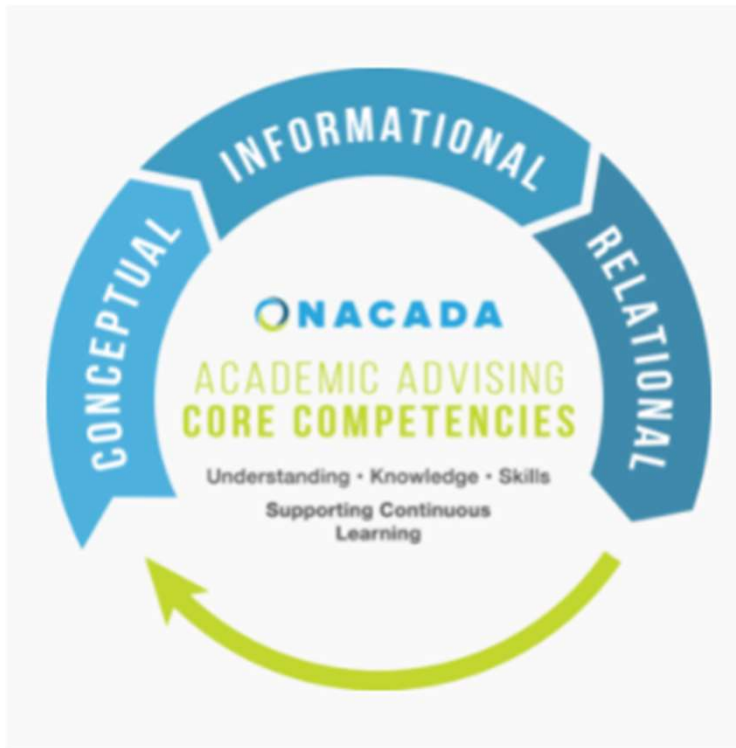 CONCEPTUAL
INFORMATIONAL
RELATIONAL
NACADA
ACADEMIC ADVISING
CORE COMPETENCIES
Understanding • Knowledge • Skills
Supporting Continuous
Learning